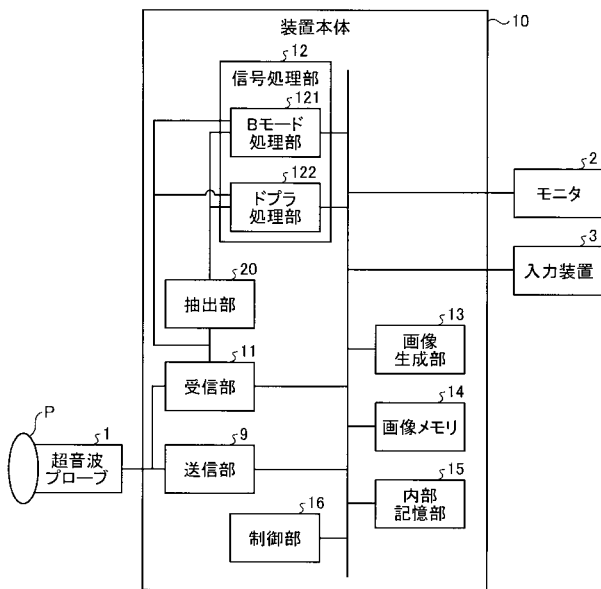 装置本体
10
12
信号処理部
121
Bモード
処理部
122
ドプラ
処理部
2
モニタ
3
入力装置
20
抽出部
13
画像
生成部
11
受信部
14
画像メモリ
P
1
超音波
プローブ
9
送信部
15
内部
記憶部
16
制御部